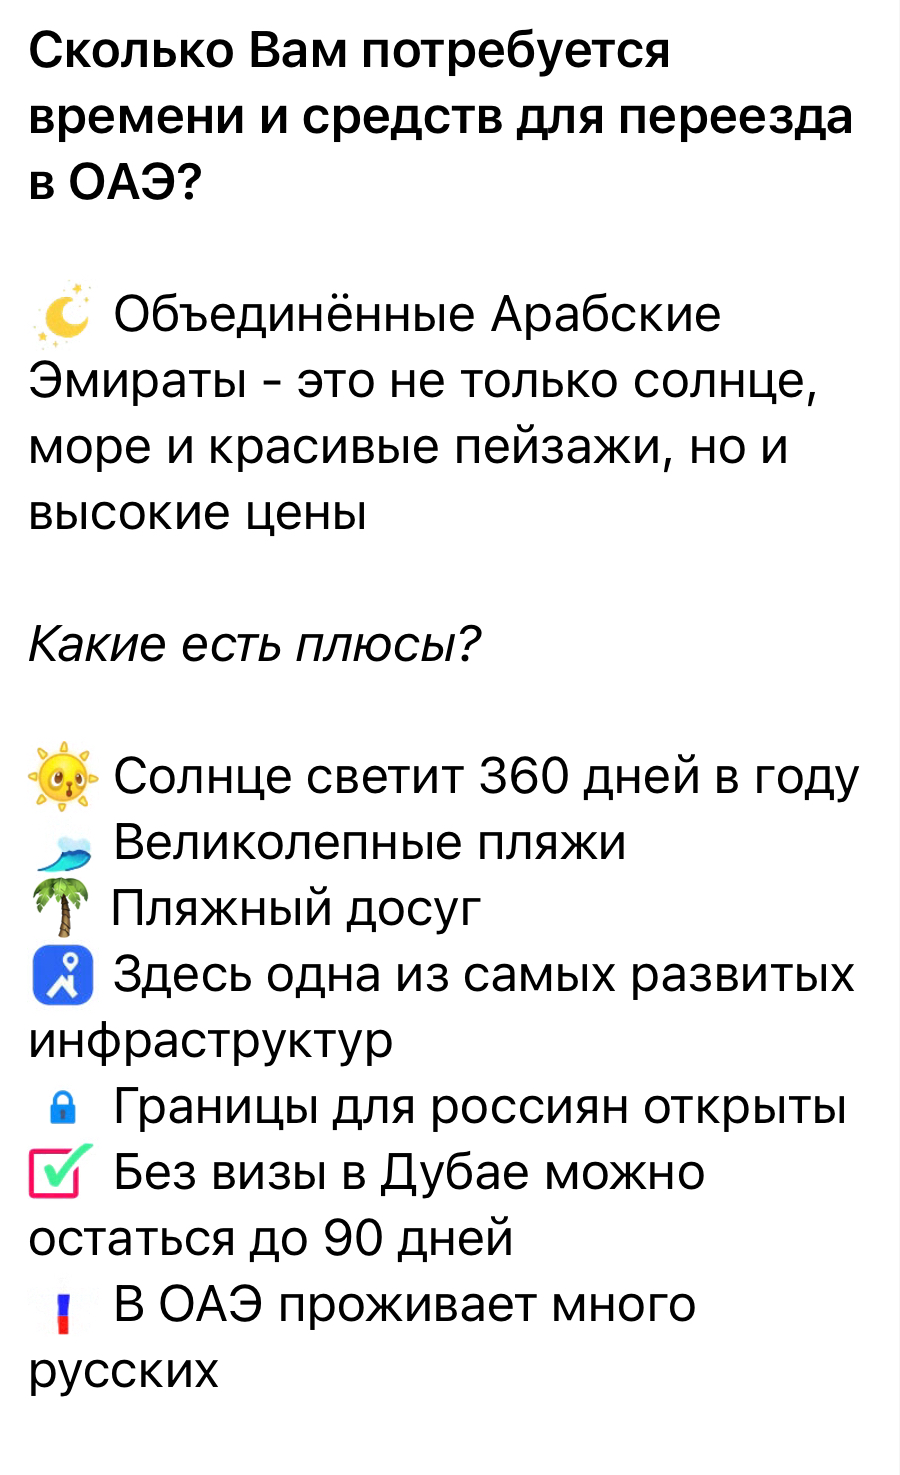 Сколько Вам потребуется
времени и средств для переезда
в ОАЭ?
🌙 Объединённые Арабские
Эмираты - это не только солнце,
море и красивые пейзажи, но и
высокие цены
Какие есть плюсы?
☀️ Солнце светит 360 дней в году
🌊 Великолепные пляжи
🌴 Пляжный досуг
Здесь одна из самых развитых
инфраструктур
🔒 Границы для россиян открыты
✅ Без визы в Дубае можно
остаться до 90 дней
🇷🇺 В ОАЭ проживает много
русских